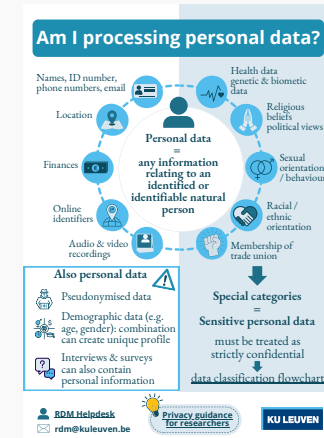 Am I processing personal data?
Names, ID number,
phone numbers, email
Location
Finances
Online
identifiers
Audio & video
recordings
Health data
genetic & biometic
data
Religious
beliefs
political views
Sexual
orientation
/ behaviour
Racial /
ethnic
orientation
Membership of
trade union
Personal data
=
any information
relating to an
identified or
identifiable natural
person
Also personal data
Pseudonymised data
Demographic data (e.g.
age, gender): combination
can create unique profile
Interviews & surveys
can also contain
personal information
Special categories
=
Sensitive personal data
must be treated as
strictly confidential
data classification flowchart
RDM Helpdesk
rdm@kuleuven.be
Privacy guidance
for researchers
KU LEUVEN